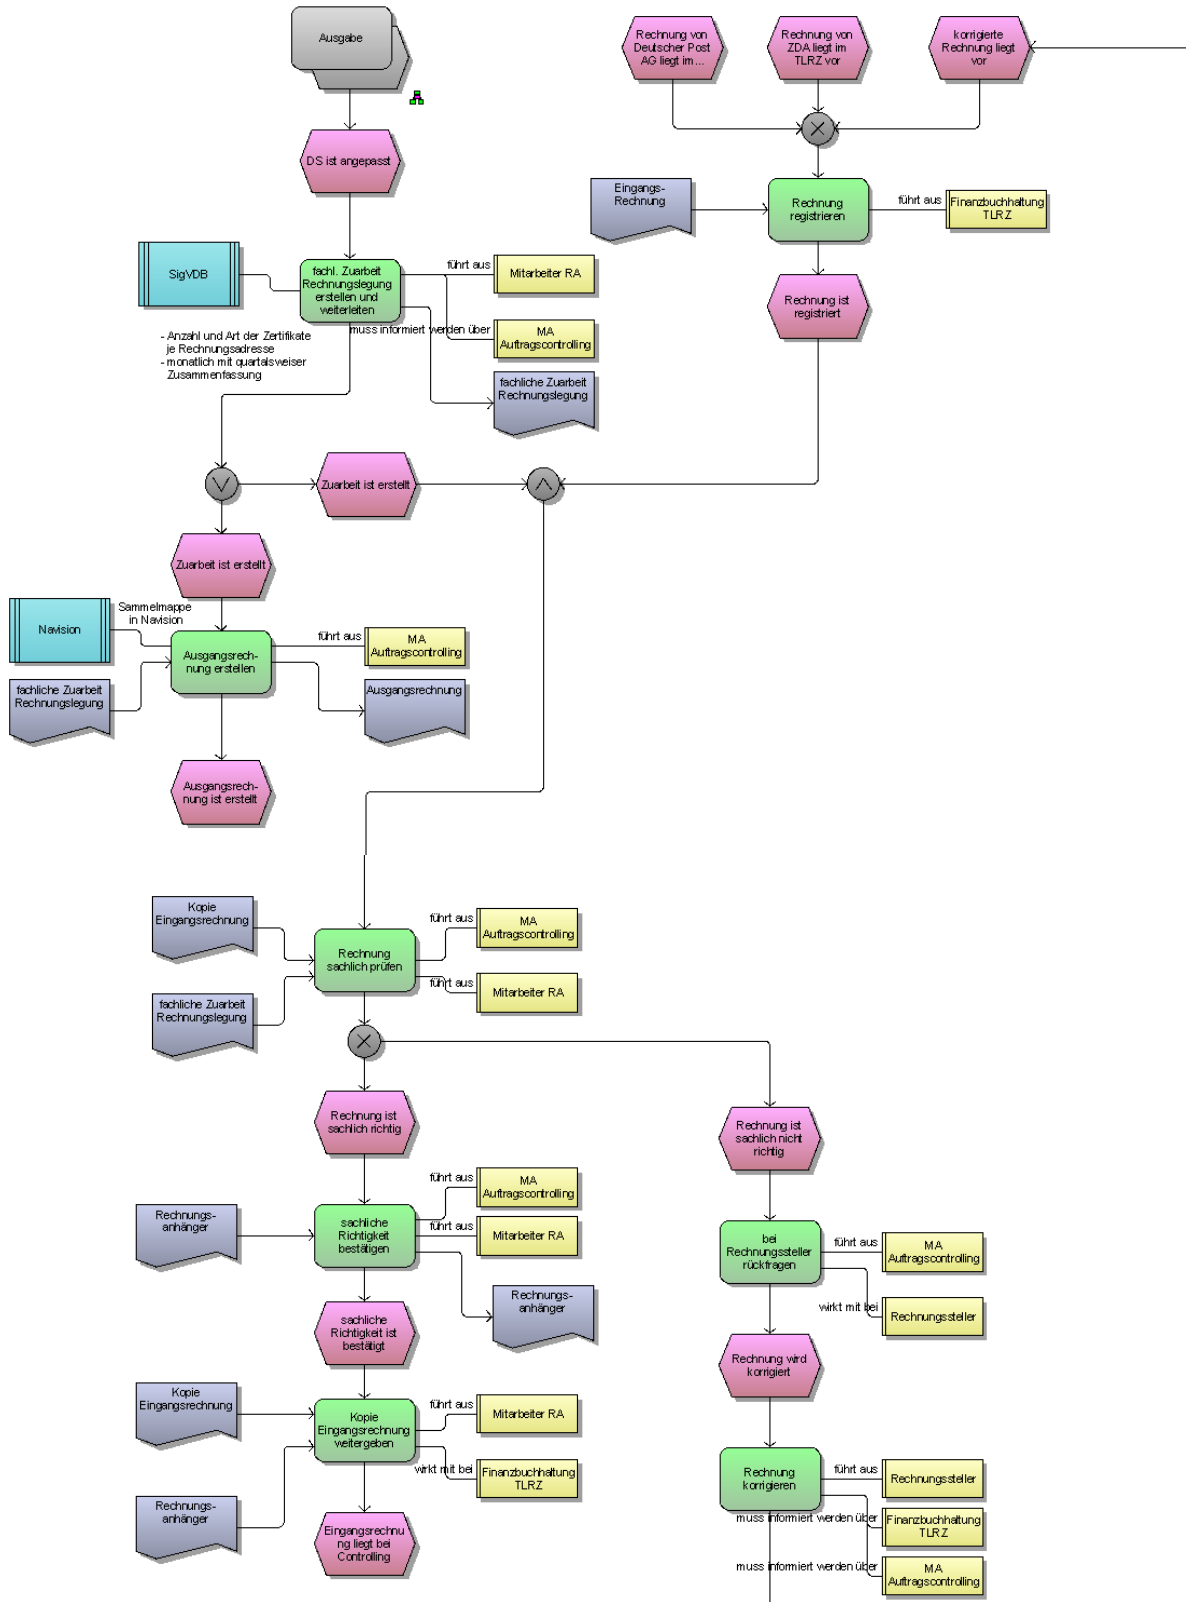 Ausgabe
Rechnung von
Deutscher Post
AG liegt im...
Rechnung von
ZDA liegt im
TLRZ vor
korrigierte
Rechnung liegt
vor
DS ist angepasst
Eingangs-
Rechnung
Rechnung
registrieren
führt aus
Finanzbuchhaltung
TLRZ
SigVDB
fachl. Zuarbeit
Rechnungslegung
erstellen und
weiterleiten
führt aus
Mitarbeiter RA
Rechnung ist
registriert
muss informiert werden über
MA
Auftragscontrolling
- Anzahl und Art der Zertifikate
je Rechnungsadresse
- monatlich mit quartalsweiser
Zusammenfassung
fachliche Zuarbeit
Rechnungslegung
Zuarbeit ist erstellt
Zuarbeit ist erstellt
Navision
Sammelmappe
in Navision
Ausgangsrech-
nung erstellen
führt aus
MA
Auftragscontrolling
fachliche Zuarbeit
Rechnungslegung
Ausgangsrechnung
Ausgangsrech-
nung ist erstellt
Kopie
Eingangsrechnung
Rechnung
sachlich prüfen
führt aus
MA
Auftragscontrolling
führt aus
Mitarbeiter RA
fachliche Zuarbeit
Rechnungslegung
Rechnung ist
sachlich richtig
Rechnung ist
sachlich nicht
richtig
Rechnungs-
anhänger
sachliche
Richtigkeit
bestätigen
führt aus
MA
Auftragscontrolling
führt aus
Mitarbeiter RA
bei
Rechnungssteller
rückfragen
führt aus
MA
Auftragscontrolling
Rechnungs-
anhänger
wirkt mit bei
Rechnungssteller
sachliche
Richtigkeit ist
bestätigt
Rechnung wird
korrigiert
Kopie
Eingangsrechnung
Kopie
Eingangsrechnung
weitergeben
führt aus
Mitarbeiter RA
wirkt mit bei
Finanzbuchhaltung
TLRZ
Rechnung
korrigieren
führt aus
Rechnungssteller
Rechnungs-
anhänger
muss informiert werden über
Finanzbuchhaltung
TLRZ
Eingangsrechnu
ng liegt bei
Controlling
muss informiert werden über
MA
Auftragscontrolling